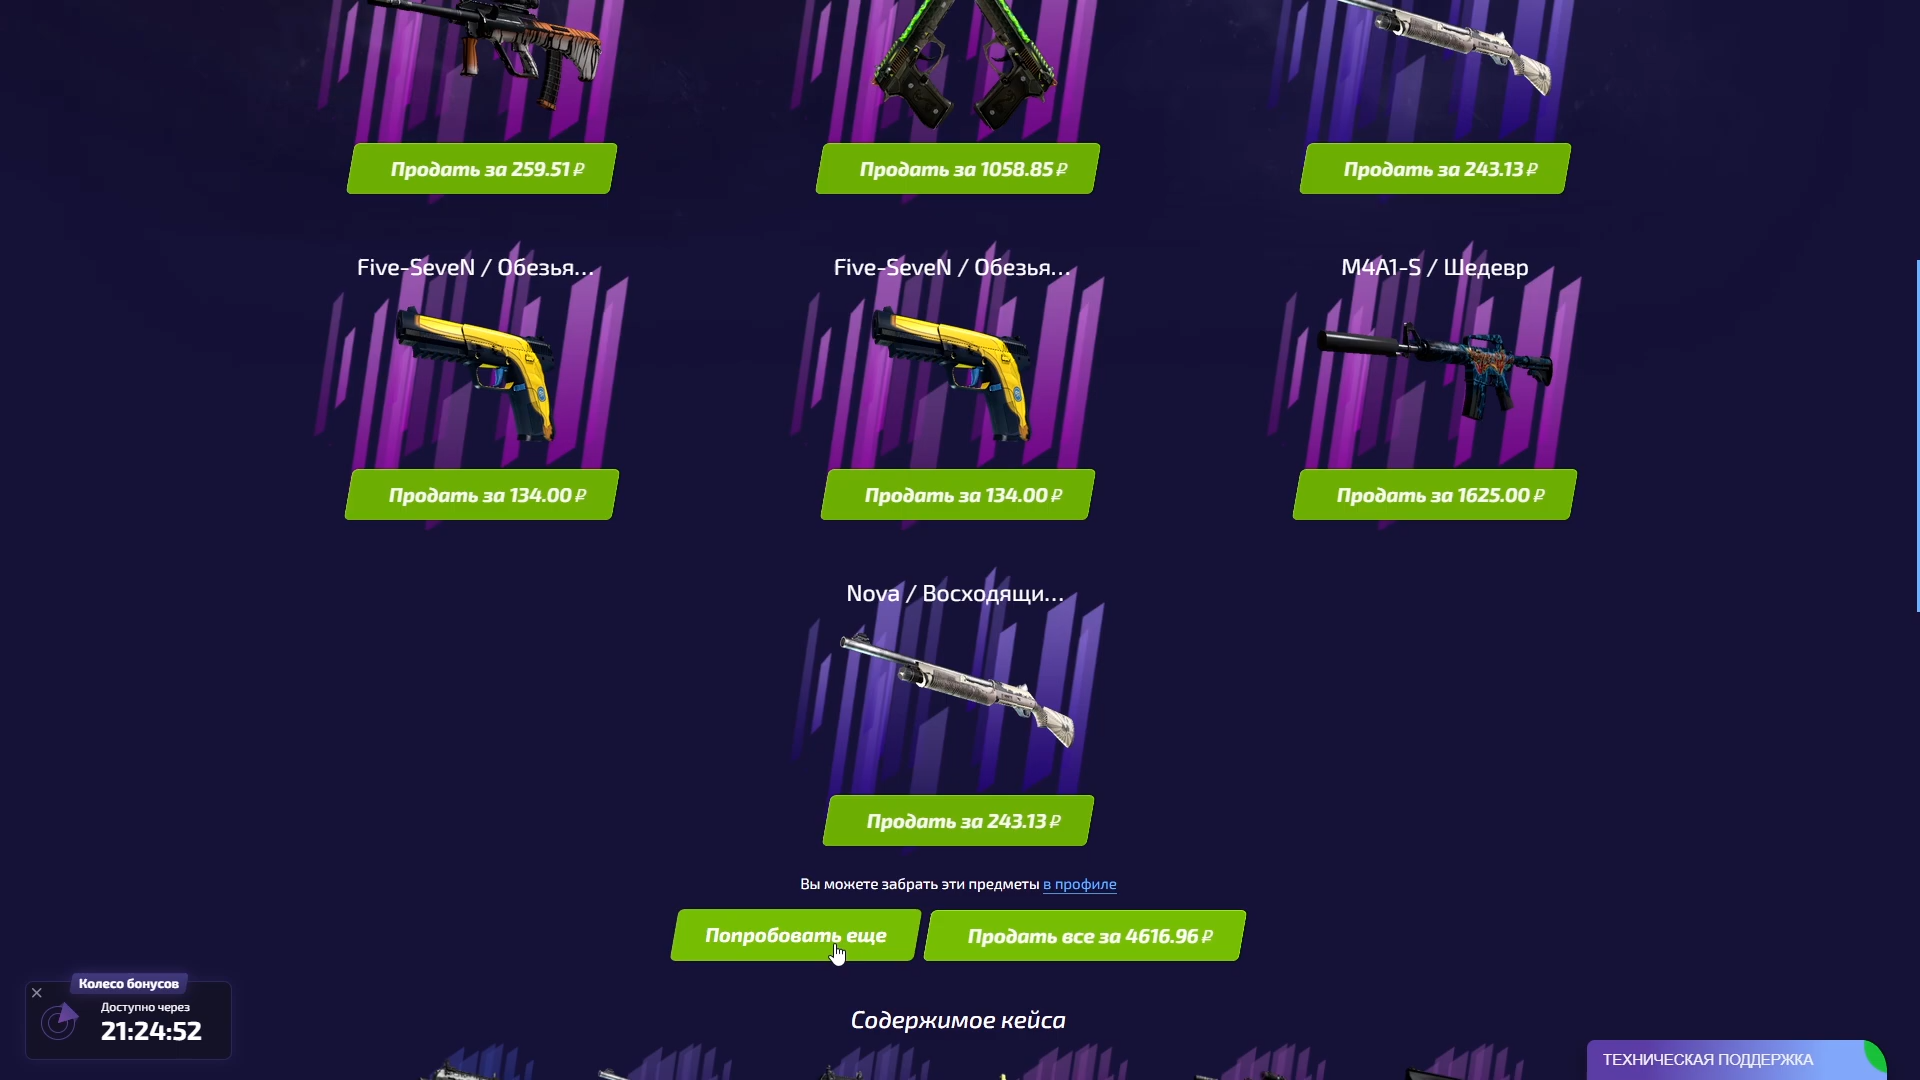 Продать за 259.51 ₽
Продать за 1058.85 ₽
Продать за 243.13 ₽
Five-SeveN / Обезья...
Five-SeveN / Обезья...
M4A1-S / Шедевр
Продать за 134.00 ₽
Продать за 134.00 ₽
Продать за 1625.00 ₽
Nova / Восходящи...
Продать за 243.13 ₽
Вы можете забрать эти предметы в профиле
Попробовать еще
Продать все за 4616.96 ₽
Колесо бонусов
Доступно через
21:24:52
Содержимое кейса
ТЕХНИЧЕСКАЯ ПОДДЕРЖКА